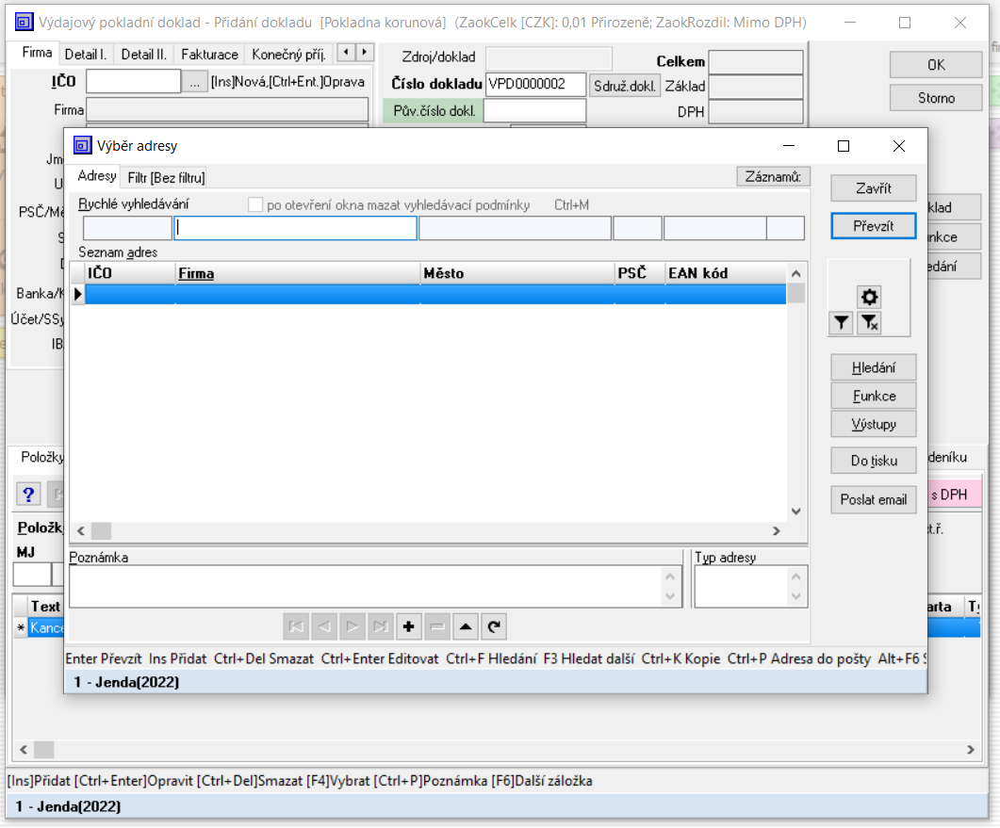 Výdajový pokladní doklad - Přidání dokladu [Pokladna korunová] (ZaokCelk [CZK]: 0,01 Přirozeně; ZaokRozdil: Mimo DPH)
Firma Detail I. Detail II. Fakturace Konečný příj.
IČO ... [Ins]Nová,[Ctrl+Ent.]Oprava
Firma
Zdroj/doklad
Číslo dokladu VPD0000002 Sdruž.dokl.
Pův.číslo dokl.
Celkem
Základ
DPH
OK
Storno
Výběr adresy
Adresy Filtr [Bez filtru] Záznamů:
Rychlé vyhledávání po otevření okna mazat vyhledávací podmínky Ctrl+M
Seznam adres
IČO Firma Město PSČ EAN kód
Zavřít
Převzít
Hledání
Funkce
Výstupy
Do tisku
Poslat email
Poznámka Typ adresy
Enter Převzít Ins Přidat Ctrl+Del Smazat Ctrl+Enter Editovat Ctrl+F Hledání F3 Hledat další Ctrl+K Kopie Ctrl+P Adresa do pošty Alt+F6
1 - Jenda(2022)
Jm
U
PSČ/Mě
S
Banka/K
Účet/SSy
IB
klad
nkce
edání
Položky deníku
? s DPH
Položk t.ř.
MJ
Text arta
* Kance
[Ins]Přidat [Ctrl+Enter]Opravit [Ctrl+Del]Smazat [F4]Vybrat [Ctrl+P]Poznámka [F6]Další záložka
1 - Jenda(2022)